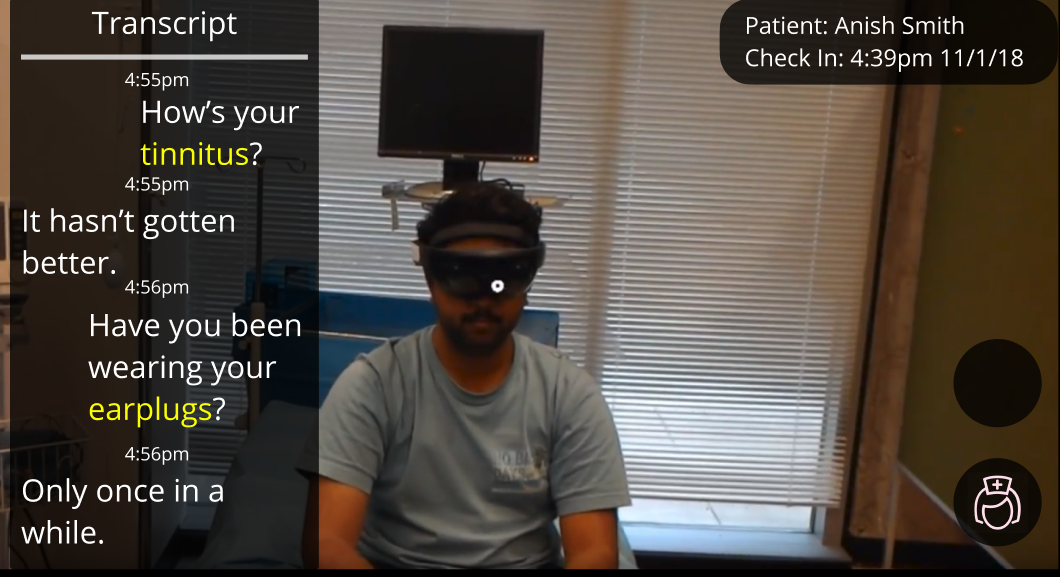 Transcript
4:55pm
How’s your
tinnitus?
4:55pm
It hasn’t gotten
better.
4:56pm
Have you been
wearing your
earplugs?
4:56pm
Only once in a
while.
Patient: Anish Smith
Check In: 4:39pm 11/1/18